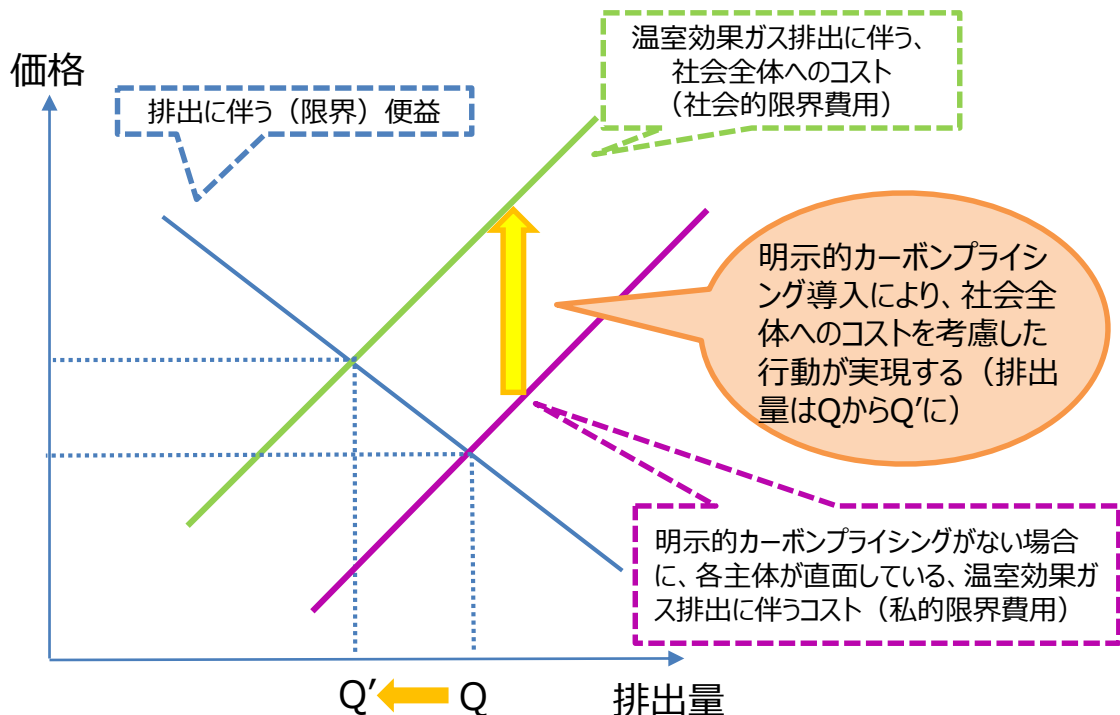 価格
排出に伴う（限界）便益
温室効果ガス排出に伴う、
社会全体へのコスト
（社会的限界費用）
明示的カーボンプライシ
ング導入により、社会全
体へのコストを考慮した
行動が実現する（排出
量はQからQ’に）
明示的カーボンプライシングがない場合
に、各主体が直面している、温室効果ガ
ス排出に伴うコスト（私的限界費用）
Q’ Q 排出量